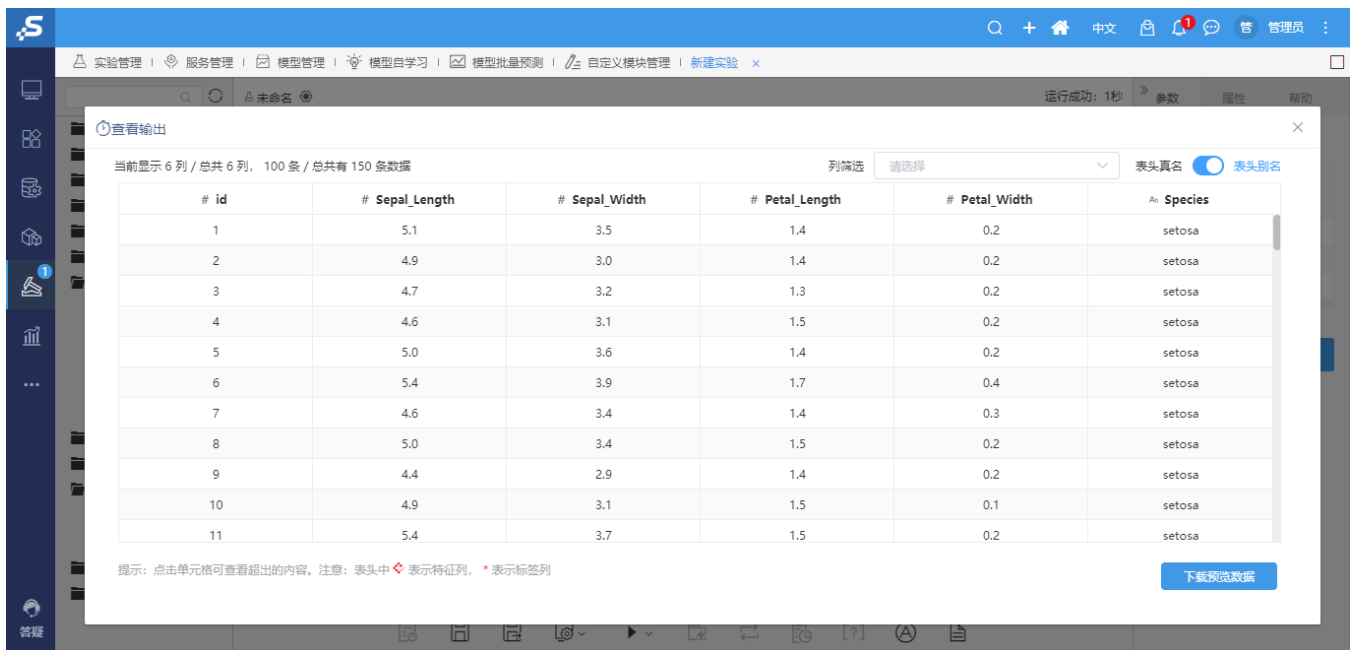 S
1 中文 管 管理员
实验管理 服务管理 模型管理 模型自学习 模型批量预测 自定义模块管理 新建实验 ×
未命名 运行成功：1秒 参数 属性 帮助
查看输出
当前显示 6 列 / 总共 6 列， 100 条 / 总共有 150 条数据 列筛选 请选择 表头真名 表头别名
# id # Sepal_Length # Sepal_Width # Petal_Length # Petal_Width Ab Species
1 5.1 3.5 1.4 0.2 setosa
2 4.9 3.0 1.4 0.2 setosa
3 4.7 3.2 1.3 0.2 setosa
1
4 4.6 3.1 1.5 0.2 setosa
5 5.0 3.6 1.4 0.2 setosa
6 5.4 3.9 1.7 0.4 setosa
7 4.6 3.4 1.4 0.3 setosa
8 5.0 3.4 1.5 0.2 setosa
9 4.4 2.9 1.4 0.2 setosa
10 4.9 3.1 1.5 0.1 setosa
11 5.4 3.7 1.5 0.2 setosa
提示：点击单元格可查看超出的内容。注意：表头中 表示特征列， * 表示标签列
下载预览数据
答疑
[?] A